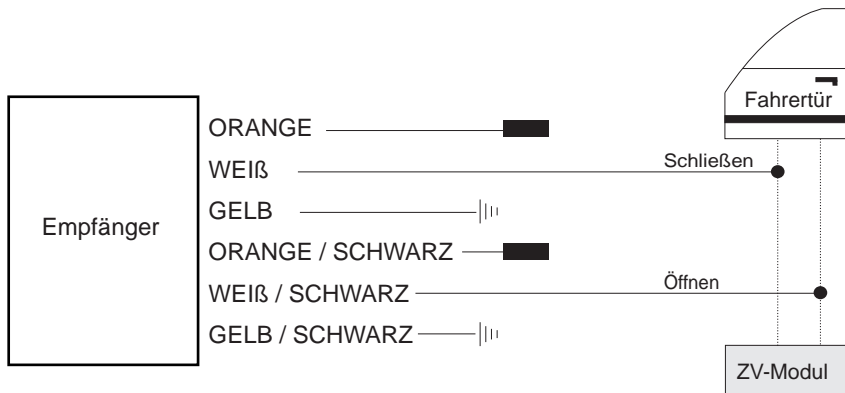 Fahrertür
ORANGE
WEIß
Schließen
GELB
Empfänger
ORANGE / SCHWARZ
WEIß / SCHWARZ
Öffnen
GELB / SCHWARZ
ZV-Modul